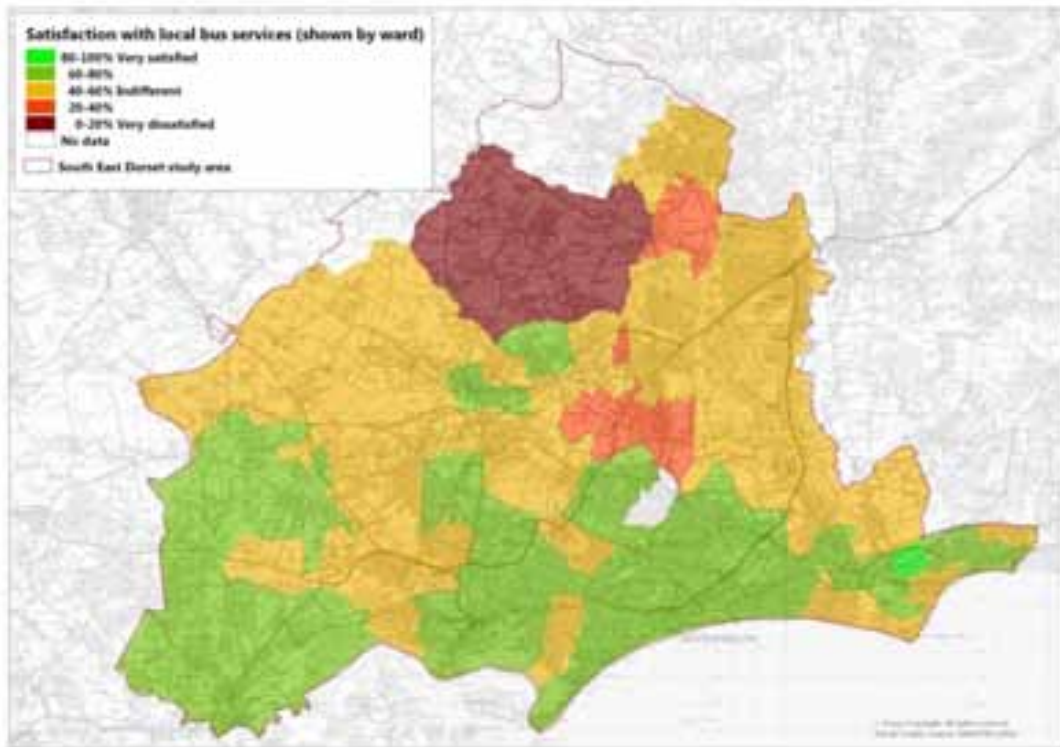 Satisfaction with local bus services (shown by ward)
80-100% Very satisfied
60-80%
40-60% Indifferent
20-40%
0-20% Very dissatisfied
No data
South East Dorset study area